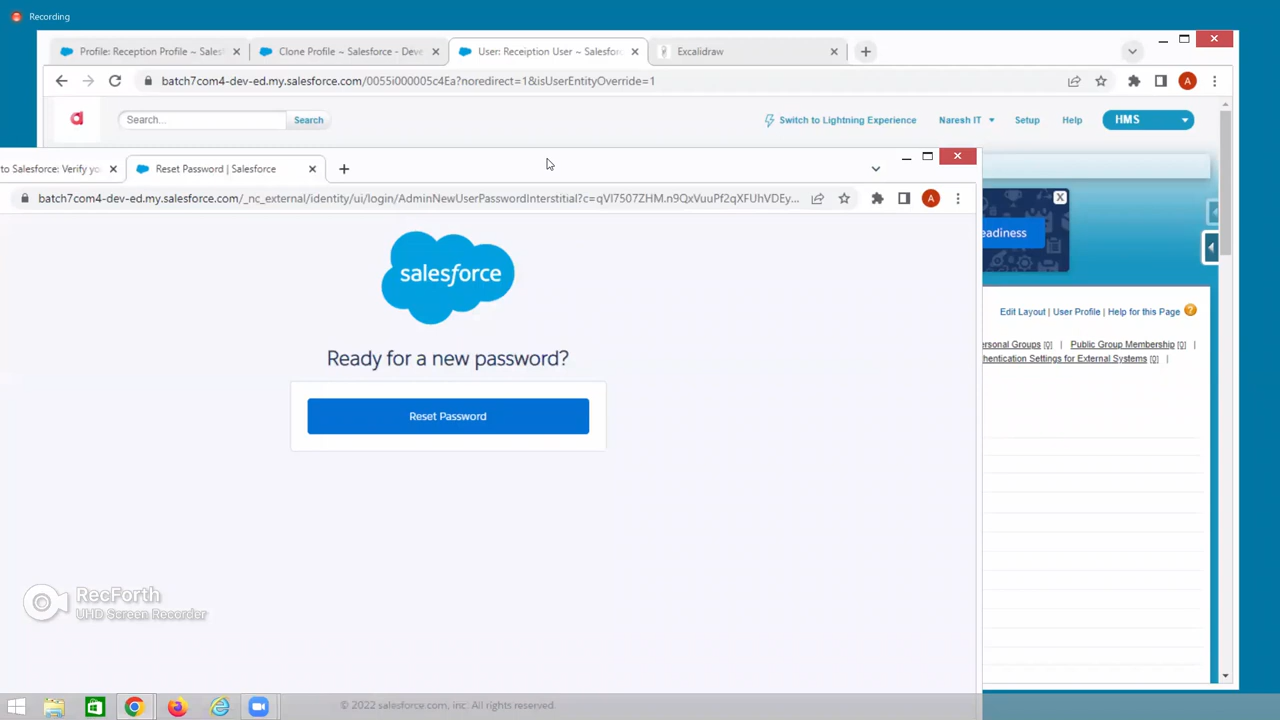 Recording
Profile: Reception Profile ~ Sales
Clone Profile ~ Salesforce - Deve
User: Receiption User ~ Salesfor
Excalidraw
batch7com4-dev-ed.my.salesforce.com/0055i000005c4Ea?noredirect=1&isUserEntityOverride=1
A
Search...
Search
Switch to Lightning Experience
Naresh IT
Setup
Help
HMS
to Salesforce: Verify yo
Reset Password | Salesforce
batch7com4-dev-ed.my.salesforce.com/_nc_external/identity/ui/login/AdminNewUserPasswordInterstitial?c=qVI7507ZHM.n9QxVuuPf2qXFUhVDEy...
A
X
eadiness
salesforce
Edit Layout | User Profile | Help for this Page ?
ersonal Groups [0] | Public Group Membership [0] |
hentication Settings for External Systems [0] |
Ready for a new password?
Reset Password
RecForth
UHD Screen Recorder
© 2022 salesforce.com, inc. All rights reserved.